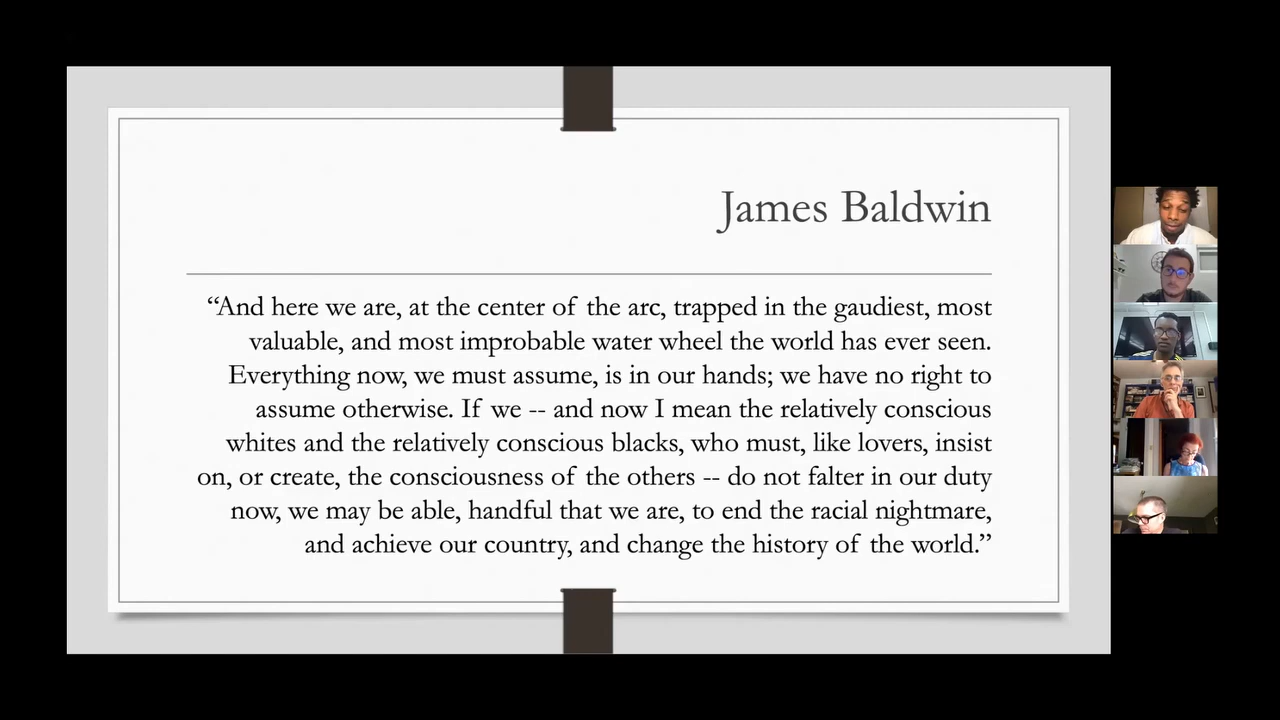 James Baldwin
“And here we are, at the center of the arc, trapped in the gaudiest, most
valuable, and most improbable water wheel the world has ever seen.
Everything now, we must assume, is in our hands; we have no right to
assume otherwise. If we -- and now I mean the relatively conscious
whites and the relatively conscious blacks, who must, like lovers, insist
on, or create, the consciousness of the others -- do not falter in our duty
now, we may be able, handful that we are, to end the racial nightmare,
and achieve our country, and change the history of the world.”